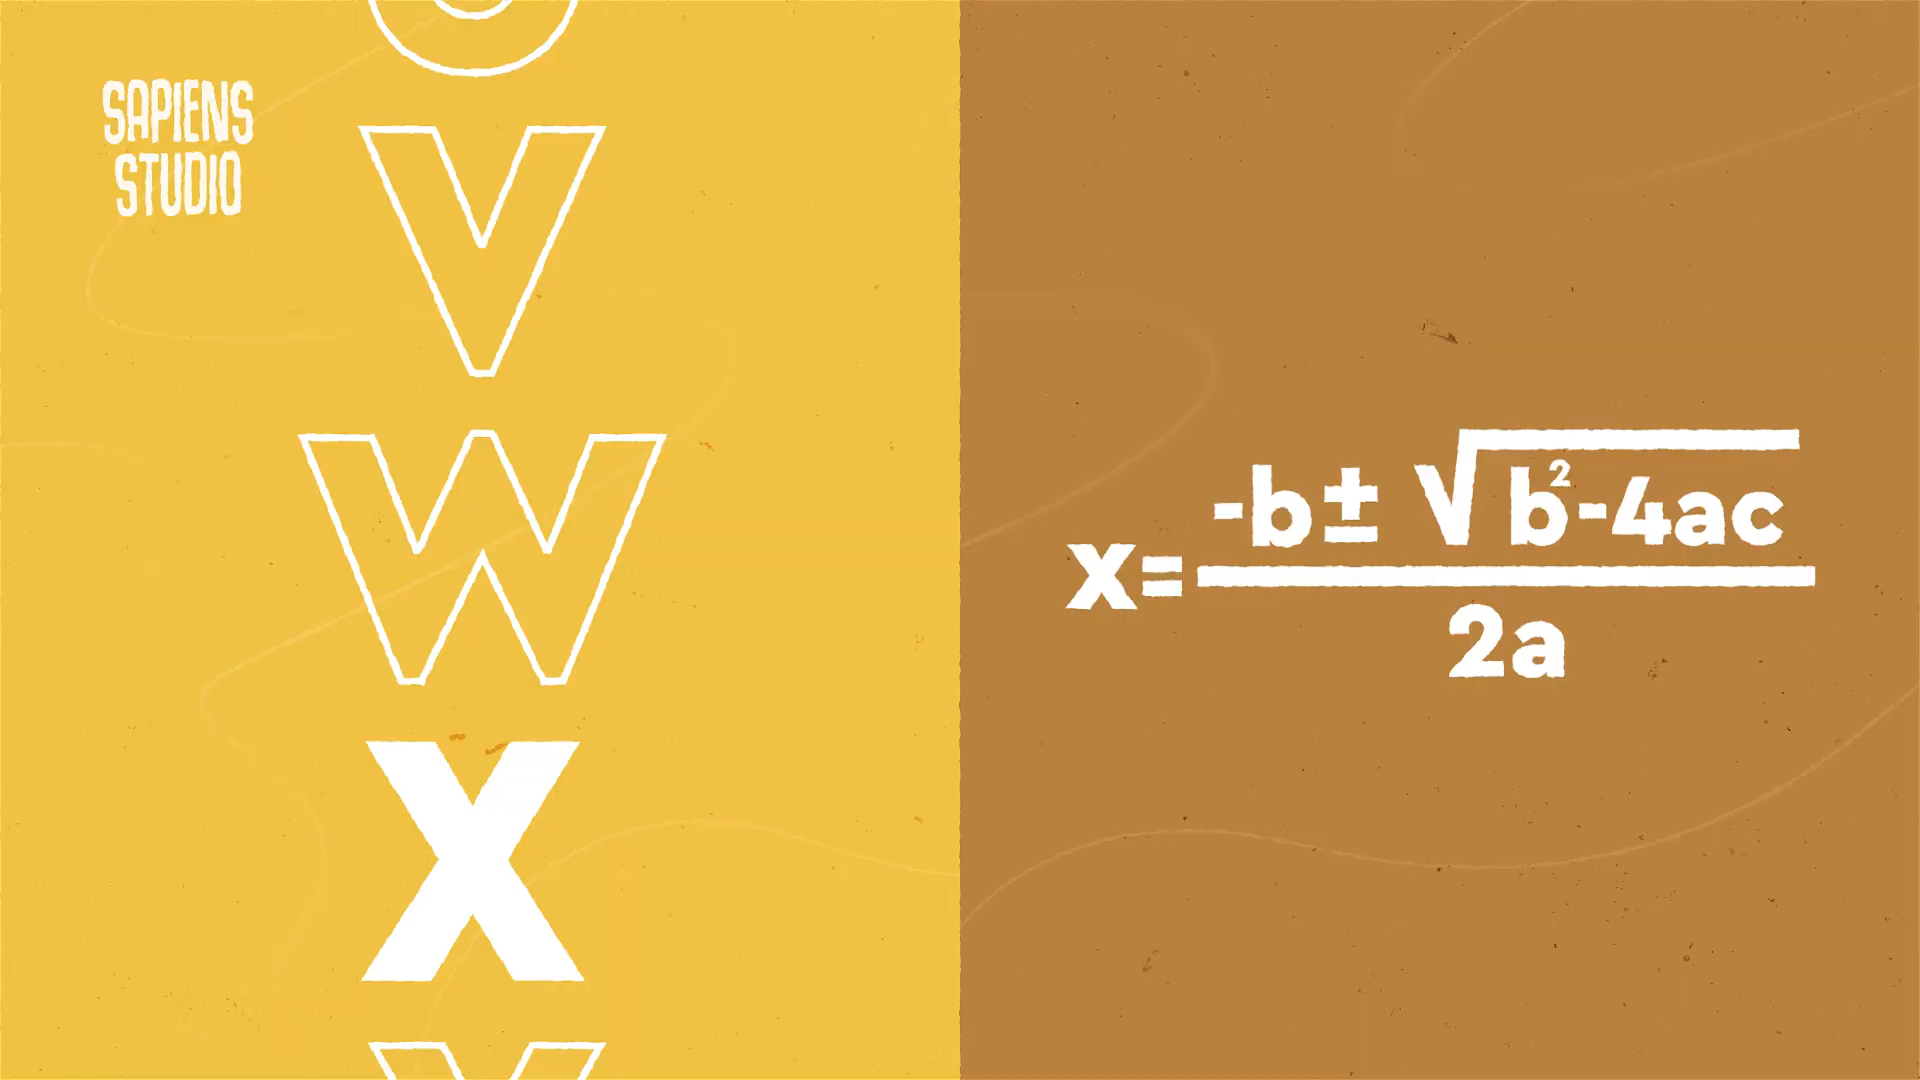 SAPIENS
STUDIO
V
W
X
x=
-b± √b²-4ac
2a